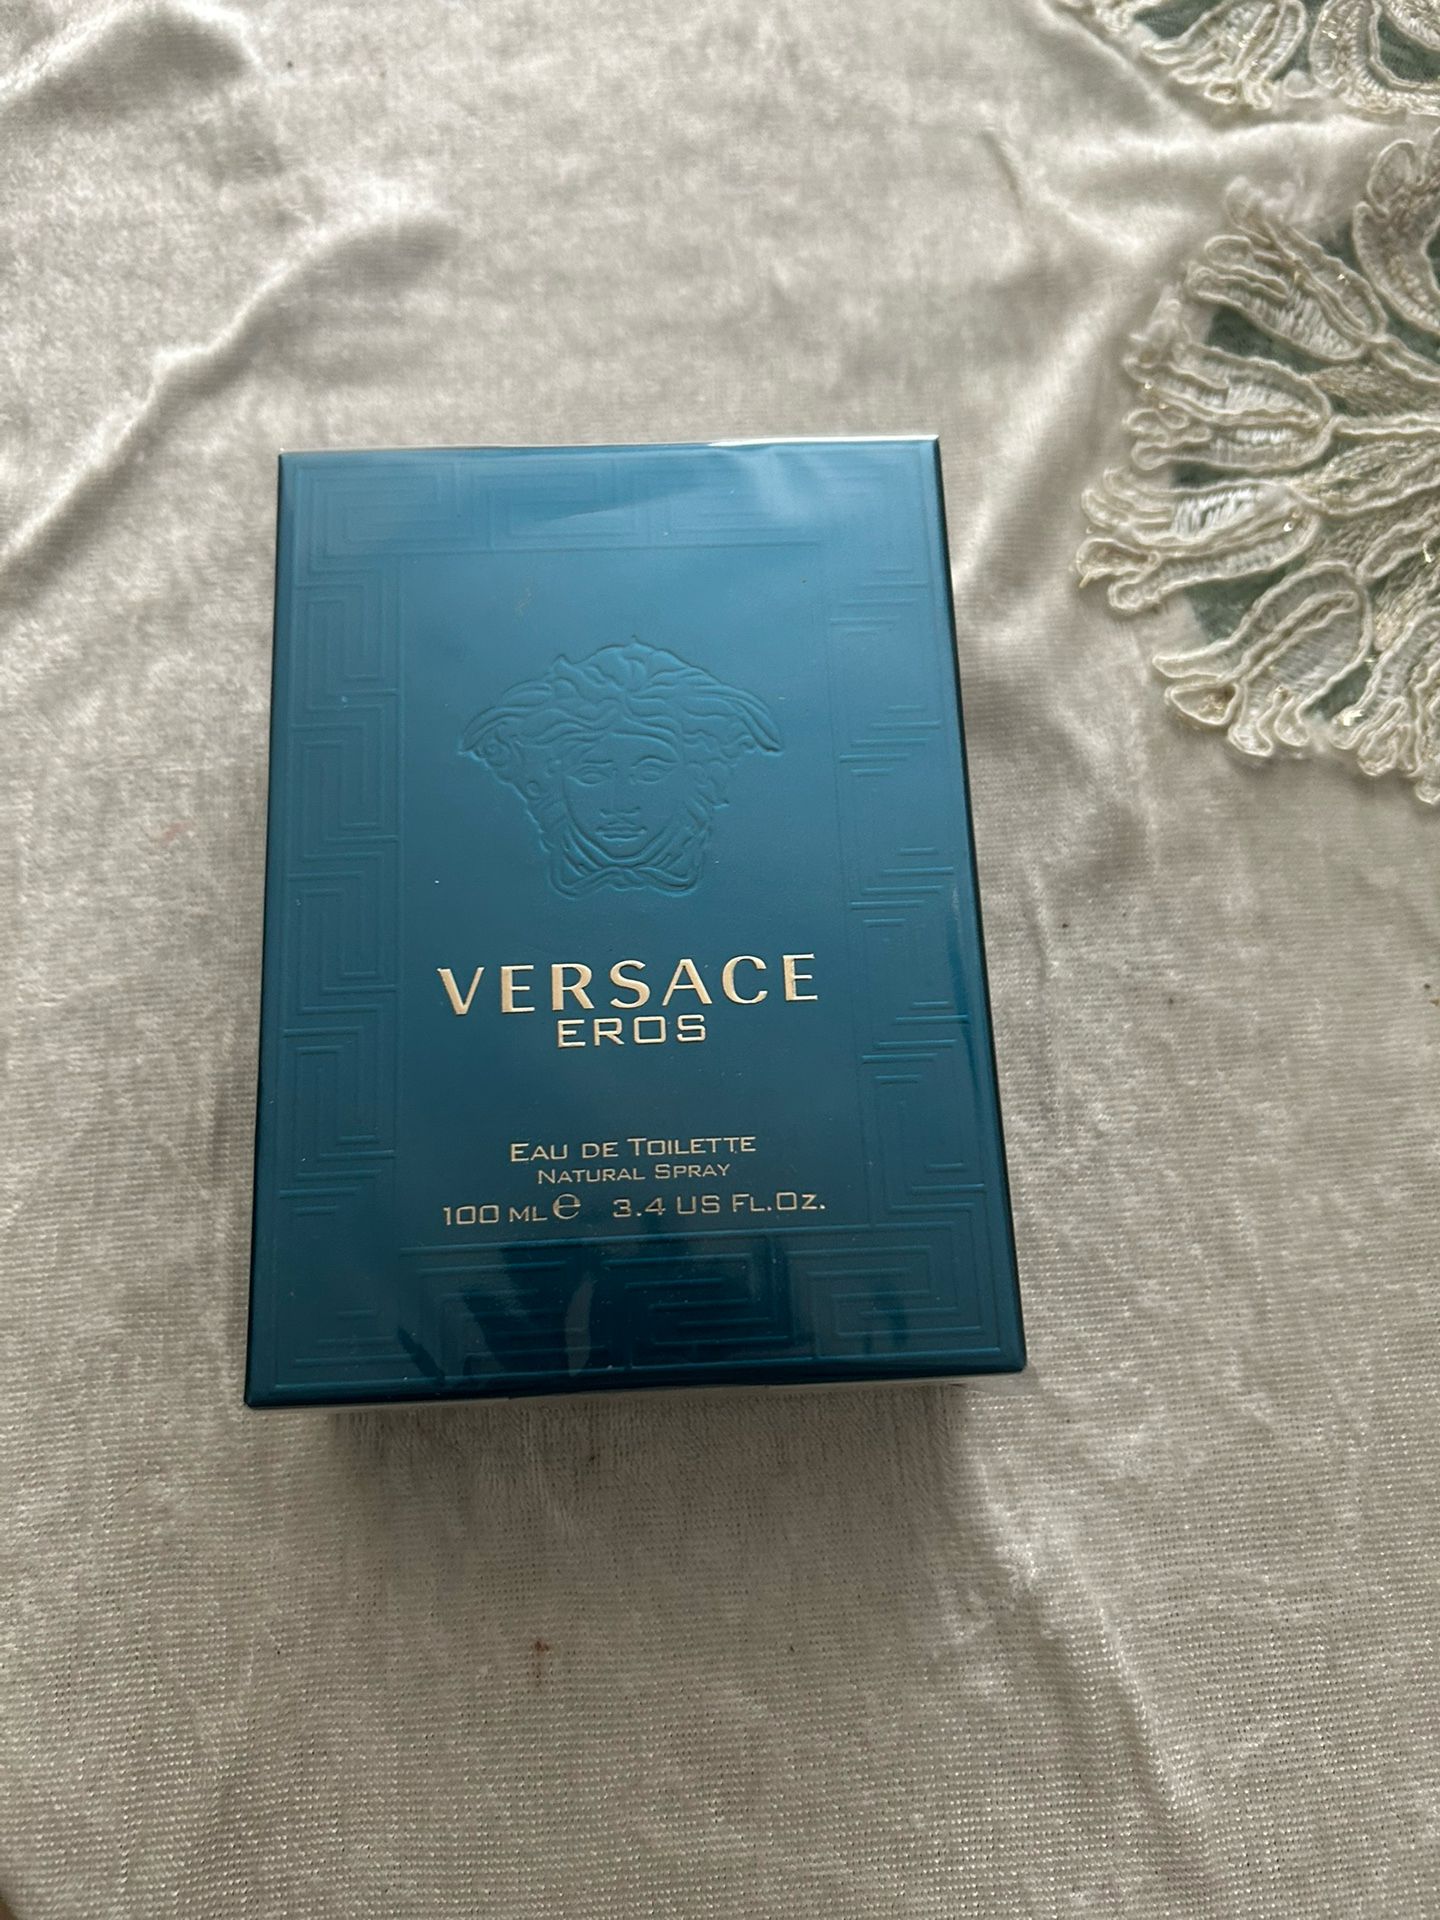 VERSACE
EROS
EAU DE TOILETTE
NATURAL SPRAY
100 ML ℮ 3.4 US FL.OZ.